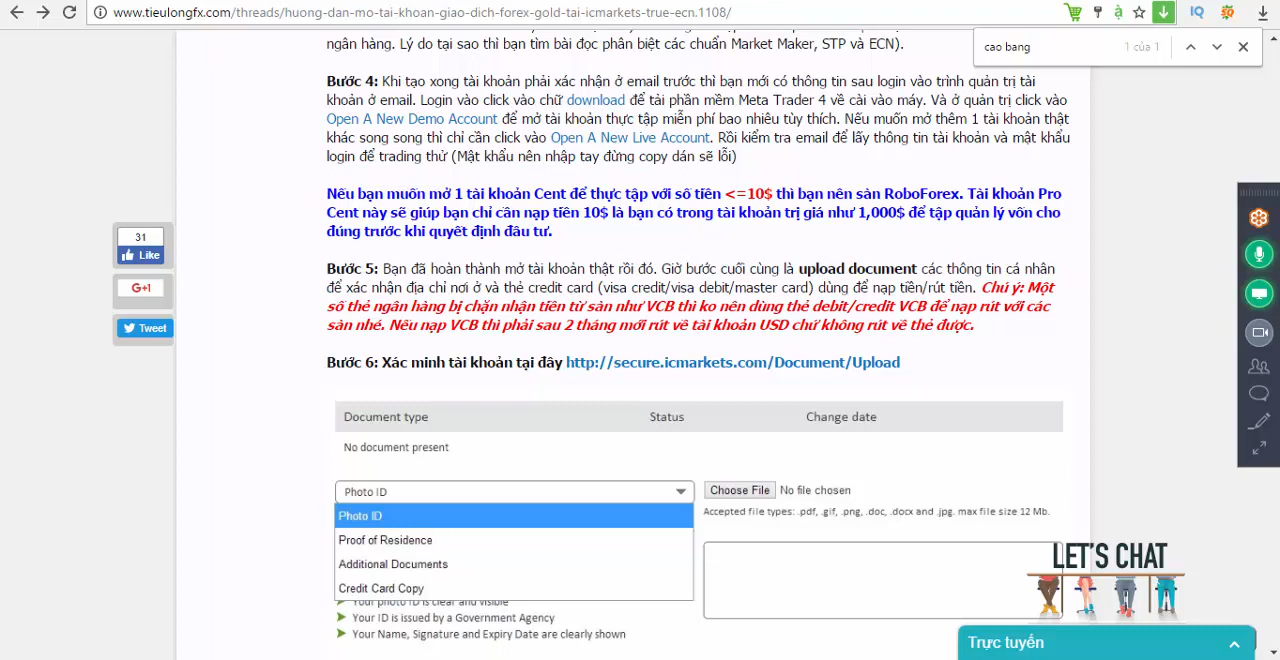 www.tieulongfx.com/threads/huong-dan-mo-tai-khoan-giao-dich-forex-gold-tai-icmarkets-true-ecn.1108/
cao bang
1 của 1
ngân hàng. Lý do tại sao thì bạn tìm bài đọc phân biệt các chuẩn Market Maker, STP và ECN).
Bước 4: Khi tạo xong tài khoản phải xác nhận ở email trước thì bạn mới có thông tin sau login vào trình quản trị tài
khoản ở email. Login vào click vào chữ download để tải phần mềm Meta Trader 4 về cài vào máy. Và ở quản trị click vào
Open A New Demo Account để mở tài khoản thực tập miễn phí bao nhiêu tùy thích. Nếu muốn mở thêm 1 tài khoản thật
khác song song thì chỉ cần click vào Open A New Live Account. Rồi kiểm tra email để lấy thông tin tài khoản và mật khẩu
login để trading thử (Mật khẩu nên nhập tay đừng copy dán sẽ lỗi)
Nếu bạn muốn mở 1 tài khoản Cent để thực tập với số tiền <=10$ thì bạn nên sàn RoboForex. Tài khoản Pro
Cent này sẽ giúp bạn chỉ cần nạp tiền 10$ là bạn có trong tài khoản trị giá như 1,000$ để tập quản lý vốn cho
đúng trước khi quyết định đầu tư.
31
Like
G+1
Tweet
Bước 5: Bạn đã hoàn thành mở tài khoản thật rồi đó. Giờ bước cuối cùng là upload document các thông tin cá nhân
để xác nhận địa chỉ nơi ở và thẻ credit card (visa credit/visa debit/master card) dùng để nạp tiền/rút tiền. Chú ý: Một
số thẻ ngân hàng bị chặn nhận tiền từ sàn như VCB thì ko nên dùng thẻ debit/credit VCB để nạp rút với các
sàn nhé. Nếu nạp VCB thì phải sau 2 tháng mới rút về tài khoản USD chứ không rút về thẻ được.
Bước 6: Xác minh tài khoản tại đây http://secure.icmarkets.com/Document/Upload
Document type Status Change date
No document present
Photo ID
Choose File No file chosen
Accepted file types: .pdf, .gif, .png, .doc, .docx and .jpg. max file size 12 Mb.
Photo ID
Proof of Residence
Additional Documents
Credit Card Copy
Your photo ID is clear and visible
Your ID is issued by a Government Agency
Your Name, Signature and Expiry Date are clearly shown
LET'S CHAT
Trực tuyến